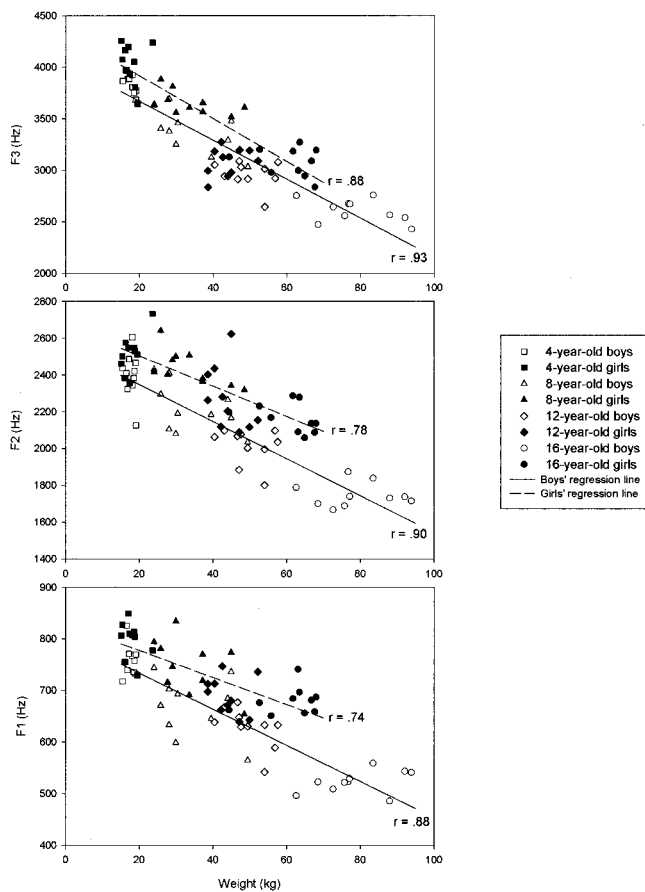 4500
4000
3500
3000
2500
2000
F3 (Hz)
r = .88
r = .93
0 20 40 60 80 100
2600
2400
2200
2000
1800
1600
1400
2800
F2 (Hz)
r = .78
r = .90
0 20 40 60 80 100
900
800
700
600
500
400
F1 (Hz)
r = .74
r = .88
0 20 40 60 80 100
Weight (kg)
4-year-old boys
4-year-old girls
8-year-old boys
8-year-old girls
12-year-old boys
12-year-old girls
16-year-old boys
16-year-old girls
Boys' regression line
Girls' regression line